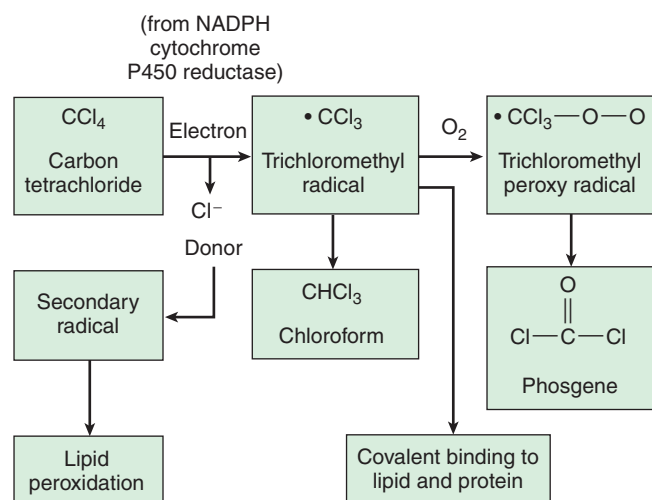 (from NADPH
cytochrome
P450 reductase)
CCl₄
Carbon
tetrachloride
Electron
Cl⁻
• CCl₃
Trichloromethyl
radical
O₂
• CCl₃—O—O
Trichloromethyl
peroxy radical
Donor
Secondary
radical
CHCl₃
Chloroform
O
Cl—C—Cl
Phosgene
Lipid
peroxidation
Covalent binding to
lipid and protein